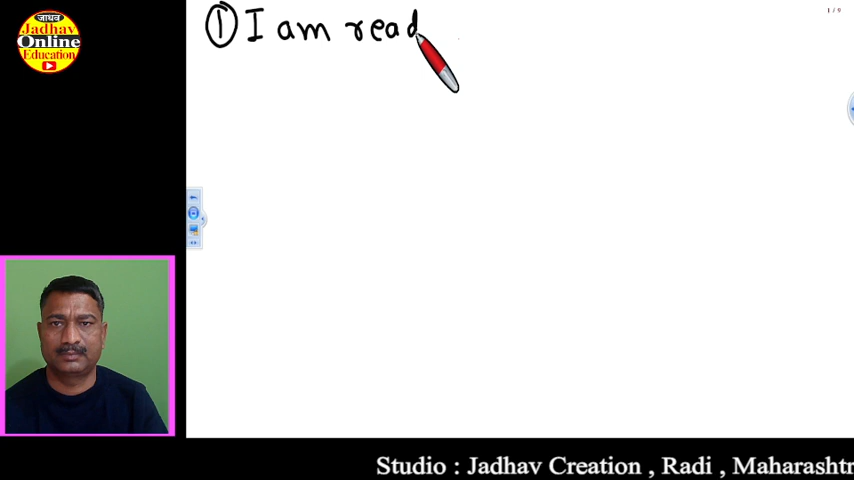 जाधव
Jadhav
Online
Education
① I am read
1 / 9
Studio : Jadhav Creation , Radi , Maharashtr